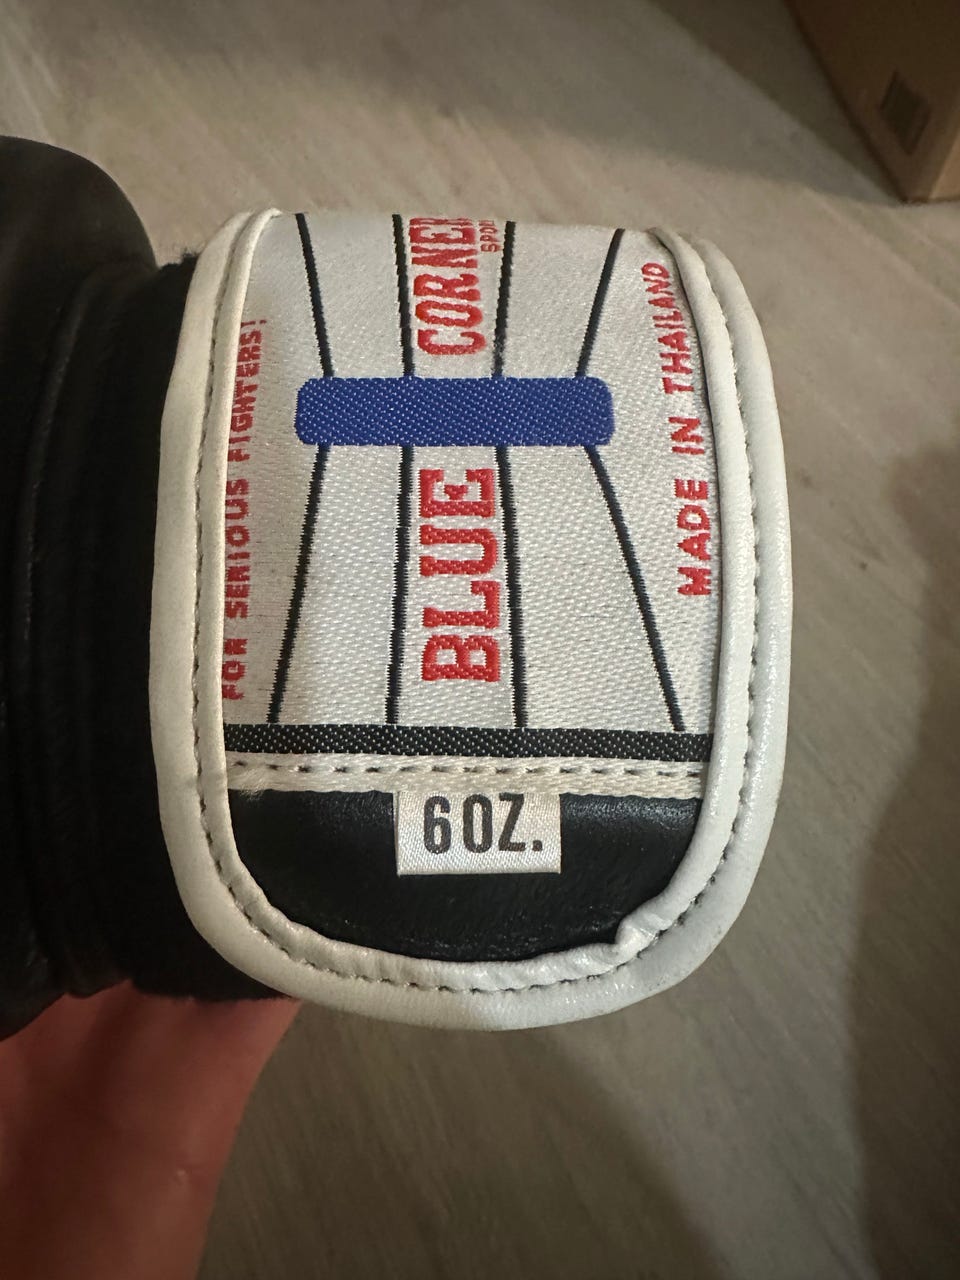 FOR SERIOUS FIGHTERS!
BLUE CORNER
MADE IN THAILAND
6 OZ.